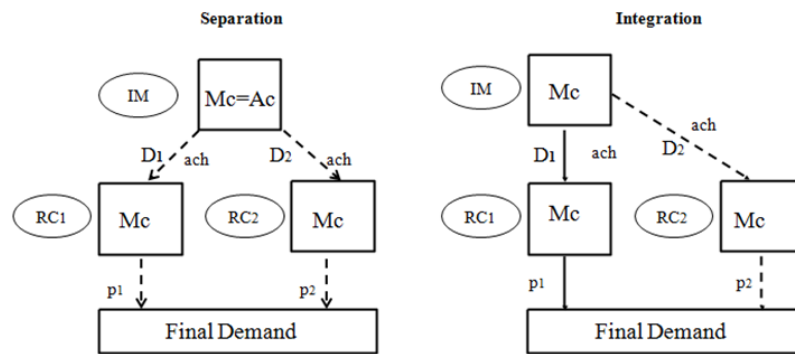 Separation
IM
Mc=Ac
D1
ach
D2
ach
RC1
Mc
RC2
Mc
p1
p2
Final Demand
Integration
IM
Mc
D1
ach
D2
ach
RC1
Mc
RC2
Mc
p1
p2
Final Demand